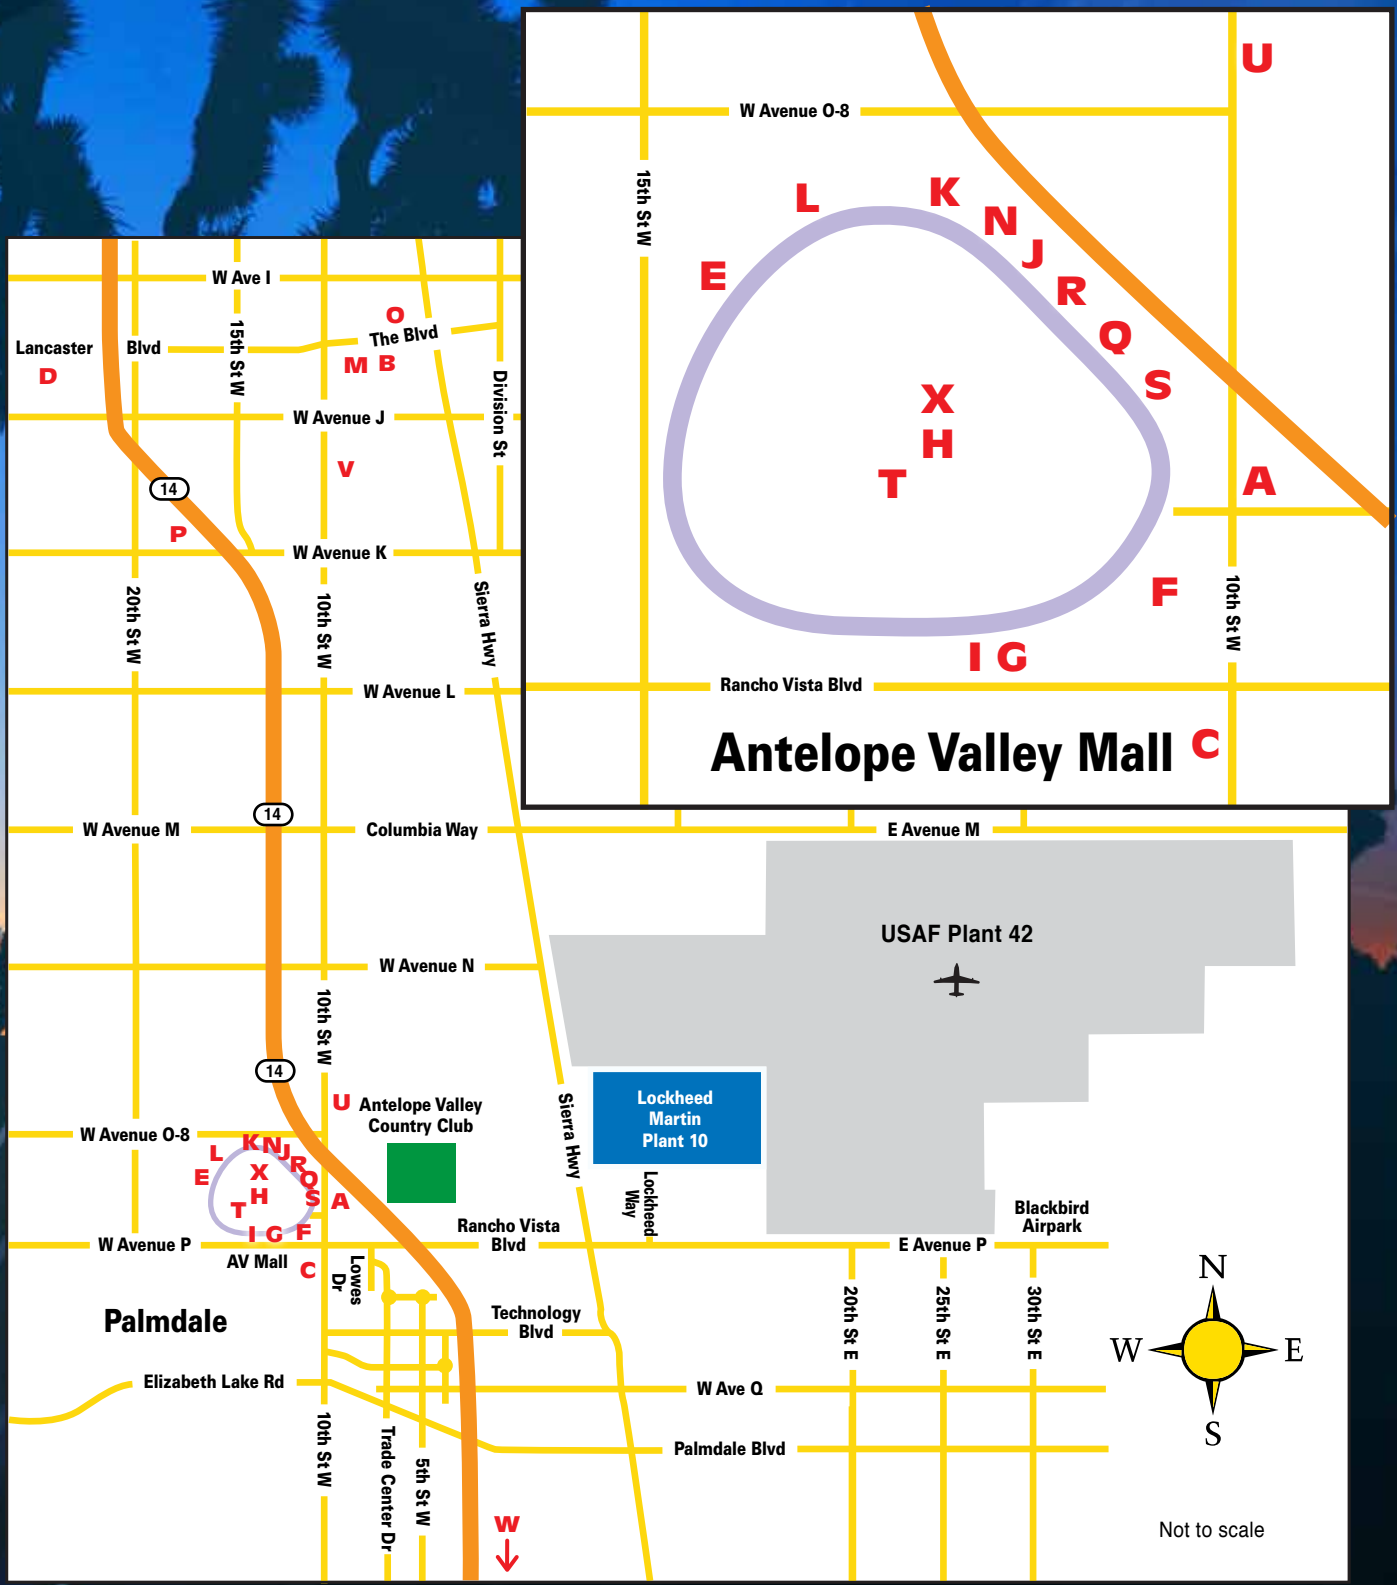 U
W Avenue O-8
15th St W
L
K
N
J
E
R
Q
S
X
H
T
A
F
10th St W
I G
Rancho Vista Blvd
Antelope Valley Mall C
W Ave I
O
The Blvd
Lancaster Blvd
15th St W
D
M B
Division St
W Avenue J
V
14
P
W Avenue K
20th St W
10th St W
Sierra Hwy
W Avenue L
14
W Avenue M
Columbia Way
E Avenue M
USAF Plant 42
W Avenue N
10th St W
14
U
Antelope Valley
Country Club
Sierra Hwy
Lockheed
Martin
Plant 10
Lockheed
Way
W Avenue O-8
K N
L
J
R
E
X
Q
H
S
A
T
I G F
Rancho Vista
Blvd
Blackbird
Airpark
W Avenue P
E Avenue P
AV Mall
C
Lowes
Dr
Palmdale
Technology
Blvd
20th St E
25th St E
30th St E
N
W E
S
Elizabeth Lake Rd
W Ave Q
10th St W
Trade Center Dr
5th St W
Palmdale Blvd
W
Not to scale